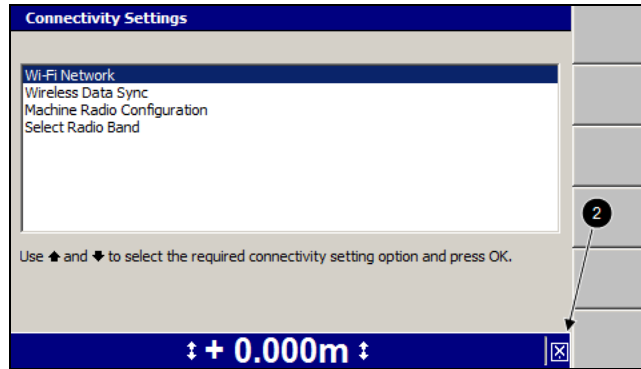 Connectivity Settings
Wi-Fi Network
Wireless Data Sync
Machine Radio Configuration
Select Radio Band
2
Use ⬆ and ⬇ to select the required connectivity setting option and press OK.
↕ + 0.000m ↕